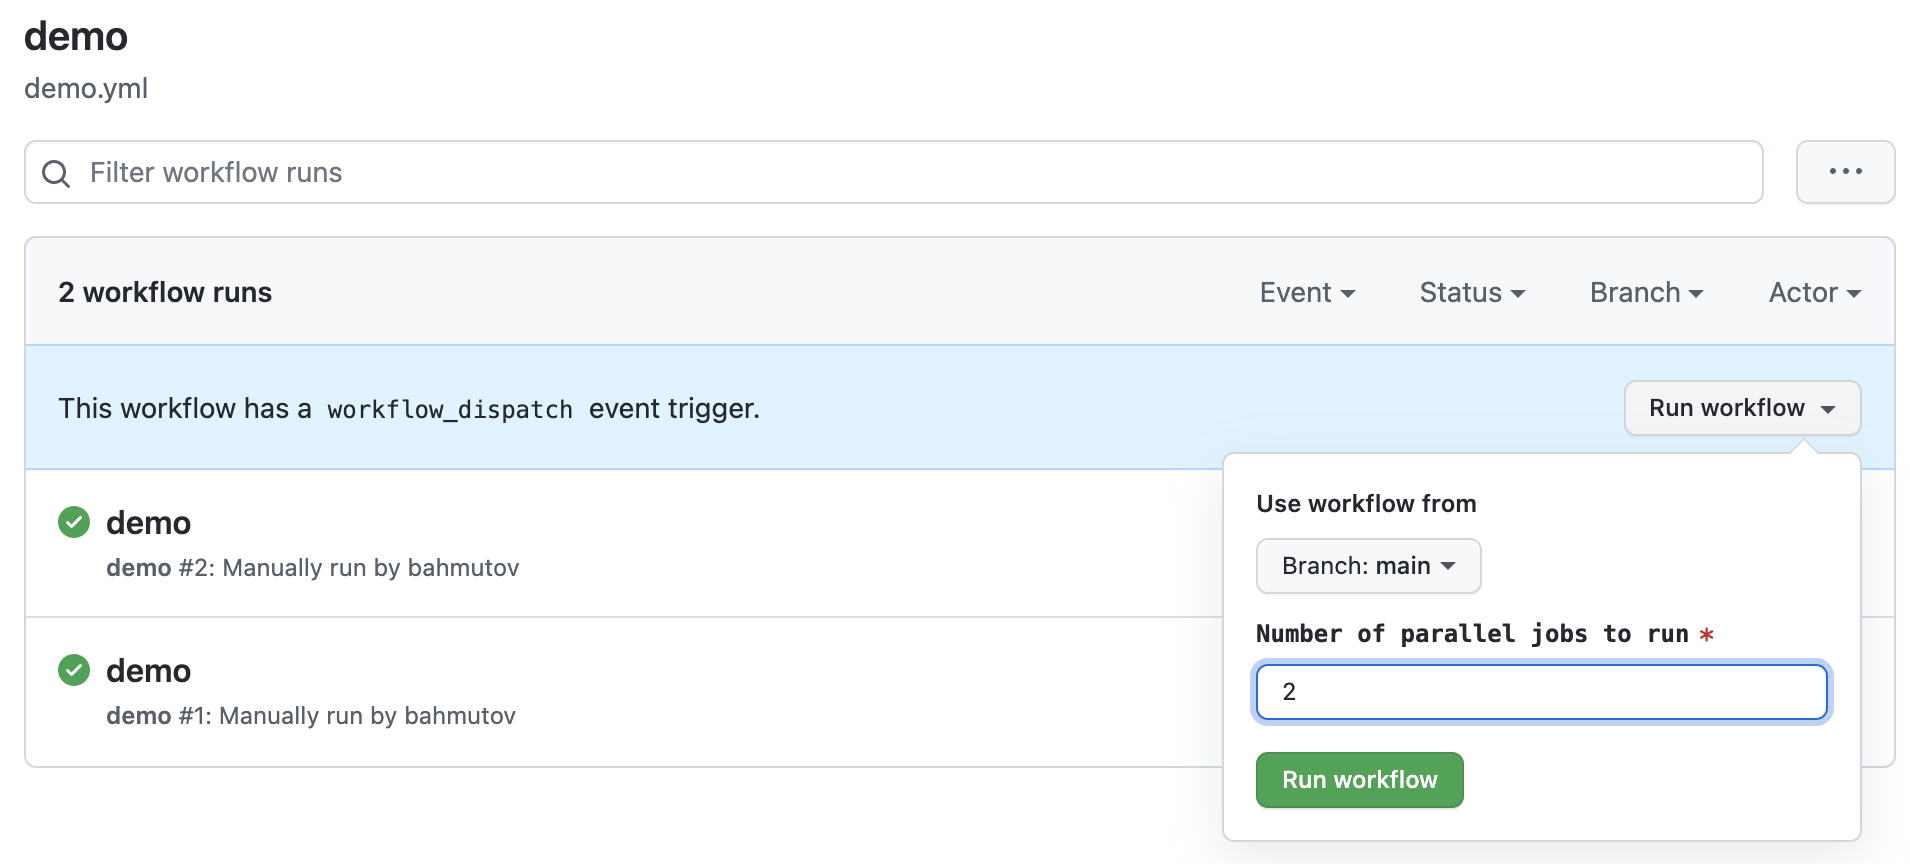 demo
demo.yml
Filter workflow runs
2 workflow runs
Event
Status
Branch
Actor
This workflow has a workflow_dispatch event trigger.
Run workflow
demo
demo #2: Manually run by bahmutov
demo
demo #1: Manually run by bahmutov
Use workflow from
Branch: main
Number of parallel jobs to run *
2
Run workflow